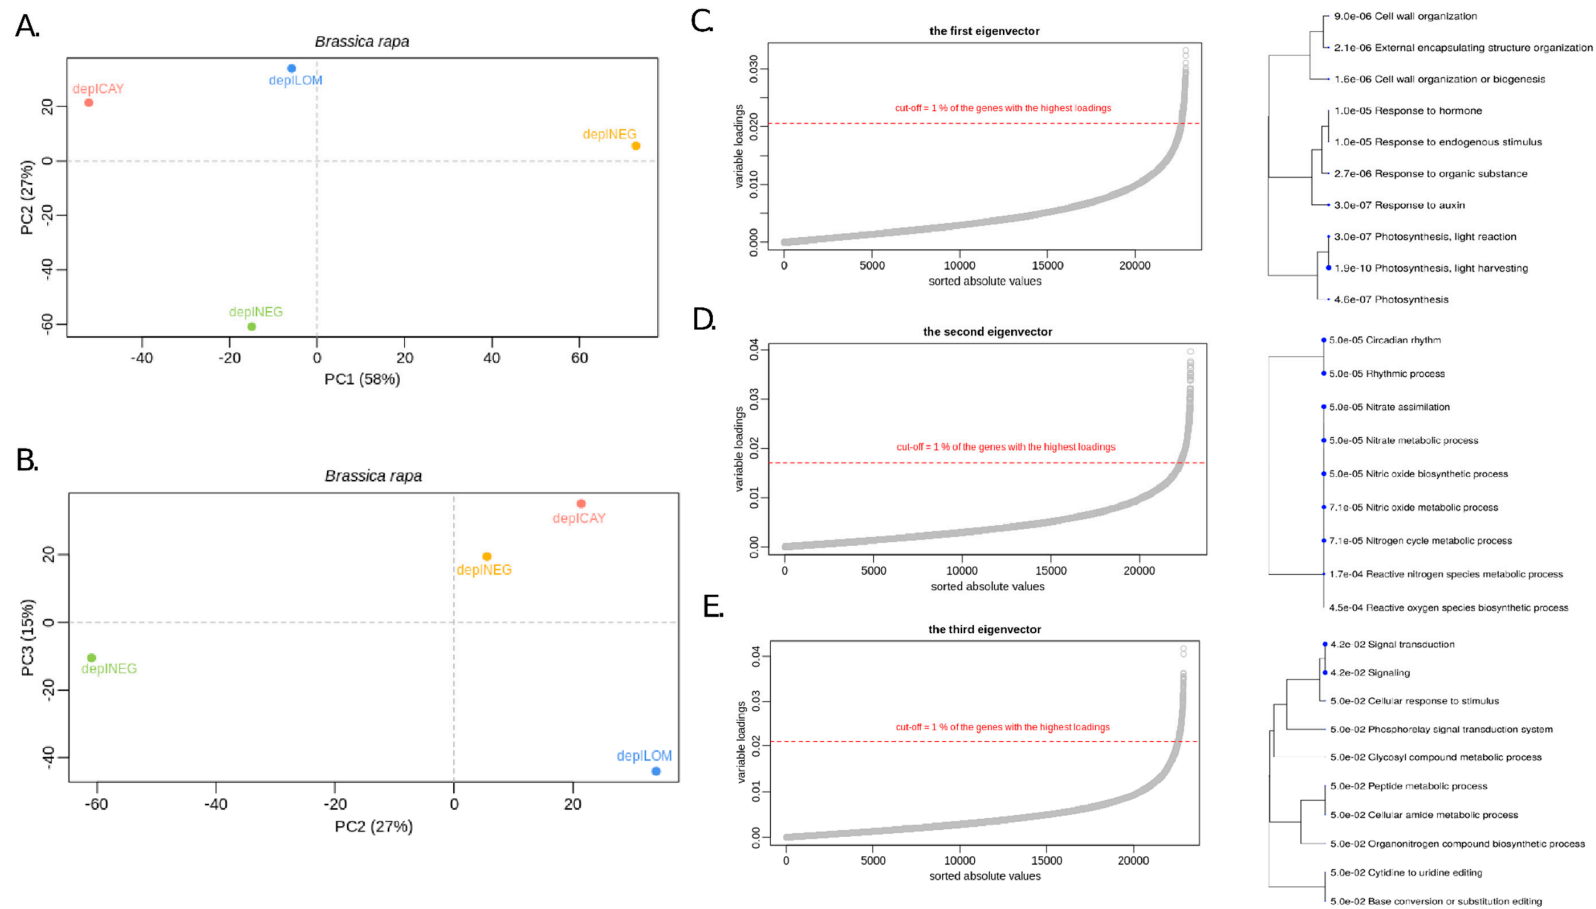 A.
Brassica rapa
deplCAY
deplLOM
deplNEG
deplNEG
20
0
-20
-40
-60
PC2 (27%)
-40 -20 0 20 40 60
PC1 (58%)
B.
Brassica rapa
deplCAY
deplNEG
deplNEG
deplLOM
20
0
-20
-40
PC3 (15%)
-60 -40 -20 0 20
PC2 (27%)
C.
the first eigenvector
cut-off = 1 % of the genes with the highest loadings
0.030
0.020
0.010
0.000
variable loadings
0 5000 10000 15000 20000
sorted absolute values
9.0e-06 Cell wall organization
2.1e-06 External encapsulating structure organization
1.6e-06 Cell wall organization or biogenesis
1.0e-05 Response to hormone
1.0e-05 Response to endogenous stimulus
2.7e-06 Response to organic substance
3.0e-07 Response to auxin
3.0e-07 Photosynthesis, light reaction
1.9e-10 Photosynthesis, light harvesting
4.6e-07 Photosynthesis
D.
the second eigenvector
cut-off = 1 % of the genes with the highest loadings
0.04
0.03
0.02
0.01
0.00
variable loadings
0 5000 10000 15000 20000
sorted absolute values
5.0e-05 Circadian rhythm
5.0e-05 Rhythmic process
5.0e-05 Nitrate assimilation
5.0e-05 Nitrate metabolic process
5.0e-05 Nitric oxide biosynthetic process
7.1e-05 Nitric oxide metabolic process
7.1e-05 Nitrogen cycle metabolic process
1.7e-04 Reactive nitrogen species metabolic process
4.5e-04 Reactive oxygen species biosynthetic process
E.
the third eigenvector
cut-off = 1 % of the genes with the highest loadings
0.04
0.03
0.02
0.01
0.00
variable loadings
0 5000 10000 15000 20000
sorted absolute values
4.2e-02 Signal transduction
4.2e-02 Signaling
5.0e-02 Cellular response to stimulus
5.0e-02 Phosphorelay signal transduction system
5.0e-02 Glycosyl compound metabolic process
5.0e-02 Peptide metabolic process
5.0e-02 Cellular amide metabolic process
5.0e-02 Organonitrogen compound biosynthetic process
5.0e-02 Cytidine to uridine editing
5.0e-02 Base conversion or substitution editing